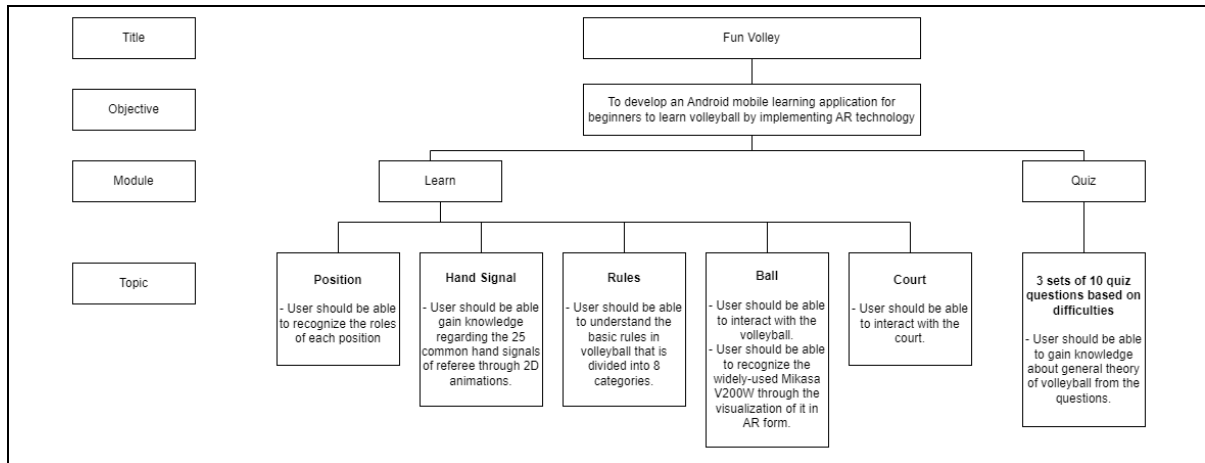 Title
Fun Volley
Objective
To develop an Android mobile learning application for
beginners to learn volleyball by implementing AR technology
Module
Learn
Quiz
Topic
Position
- User should be able
to recognize the roles
of each position
Hand Signal
- User should be able
gain knowledge
regarding the 25
common hand signals
of referee through 2D
animations.
Rules
- User should be able
to understand the
basic rules in
volleyball that is
divided into 8
categories.
Ball
- User should be able
to interact with the
volleyball.
- User should be able
to recognize the
widely-used Mikasa
V200W through the
visualization of it in
AR form.
Court
- User should be able
to interact with the
court.
3 sets of 10 quiz
questions based on
difficulties
- User should be able
to gain knowledge
about general theory
of volleyball from the
questions.